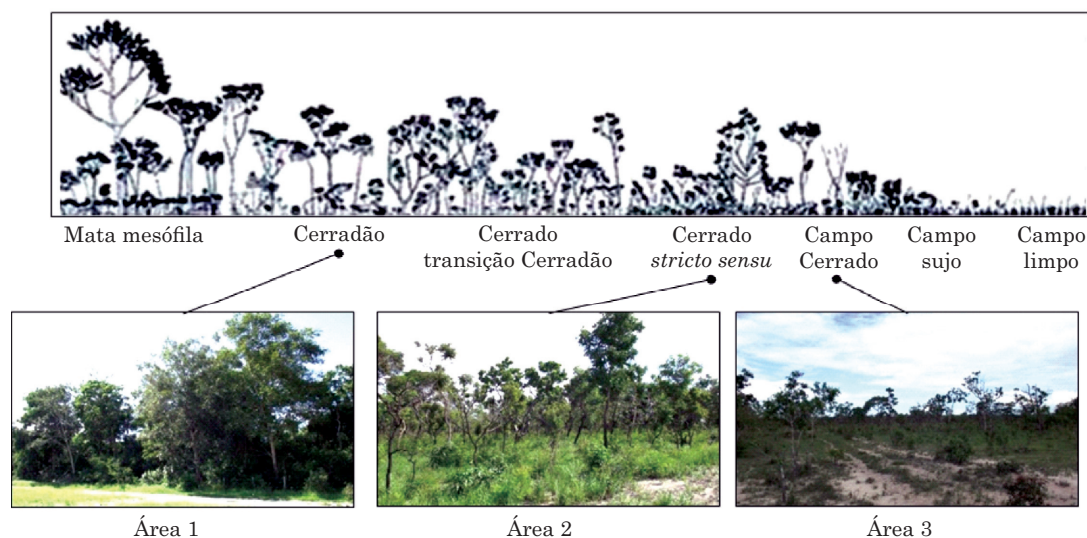 Mata mesófila
Cerradão
Cerrado
transição Cerradão
Cerrado
stricto sensu
Campo
Cerrado
Campo
sujo
Campo
limpo
Área 1
Área 2
Área 3